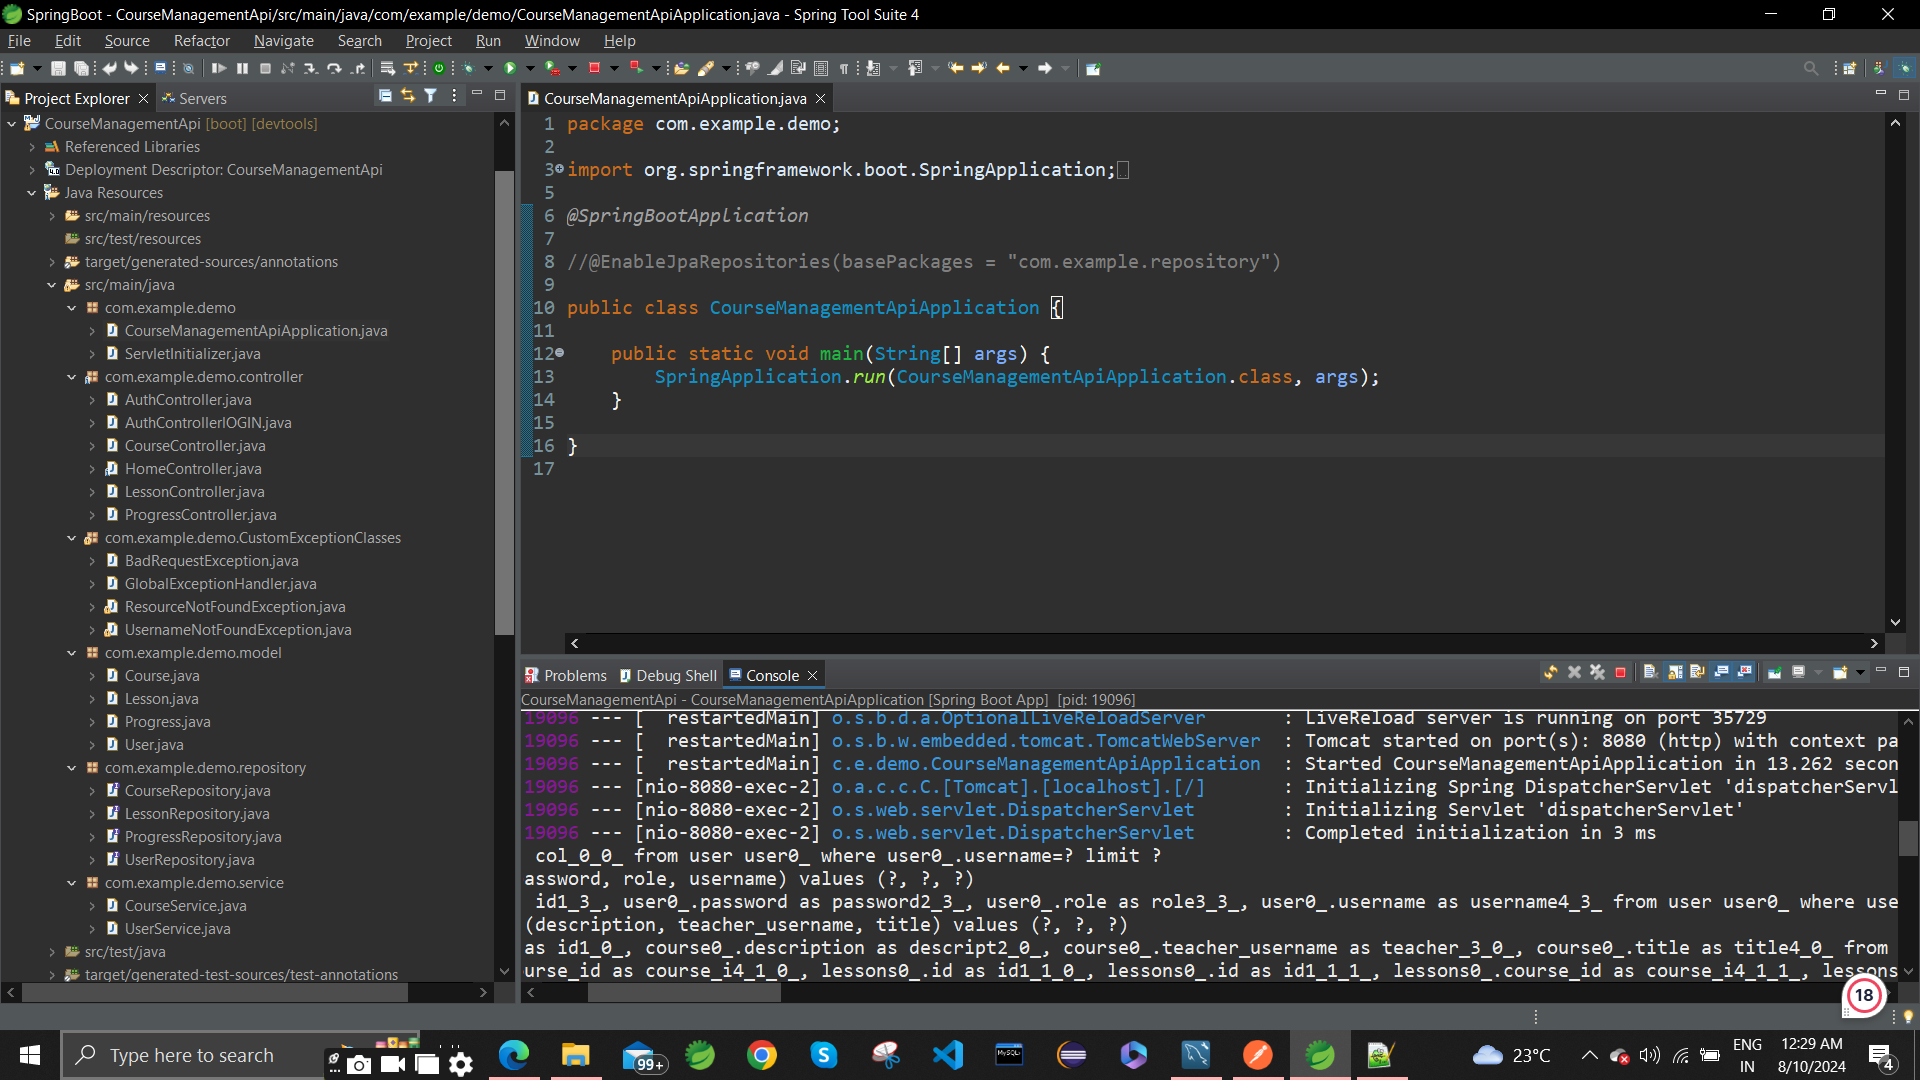 SpringBoot - CourseManagementApi/src/main/java/com/example/demo/CourseManagementApiApplication.java - Spring Tool Suite 4
File Edit Source Refactor Navigate Search Project Run Window Help
Project Explorer
Servers
CourseManagementApi [boot] [devtools]
Referenced Libraries
Deployment Descriptor: CourseManagementApi
Java Resources
src/main/resources
src/test/resources
target/generated-sources/annotations
src/main/java
com.example.demo
CourseManagementApiApplication.java
ServletInitializer.java
com.example.demo.controller
AuthController.java
AuthControllerlOGIN.java
CourseController.java
HomeController.java
LessonController.java
ProgressController.java
com.example.demo.CustomExceptionClasses
BadRequestException.java
GlobalExceptionHandler.java
ResourceNotFoundException.java
UsernameNotFoundException.java
com.example.demo.model
Course.java
Lesson.java
Progress.java
User.java
com.example.demo.repository
CourseRepository.java
LessonRepository.java
ProgressRepository.java
UserRepository.java
com.example.demo.service
CourseService.java
UserService.java
src/test/java
target/generated-test-sources/test-annotations
CourseManagementApiApplication.java
1 package com.example.demo;
2
3 import org.springframework.boot.SpringApplication;
5
6 @SpringBootApplication
7
8 //@EnableJpaRepositories(basePackages = "com.example.repository")
9
10 public class CourseManagementApiApplication {
11
12 public static void main(String[] args) {
13 SpringApplication.run(CourseManagementApiApplication.class, args);
14 }
15
16 }
17
Problems Debug Shell Console
CourseManagementApi - CourseManagementApiApplication [Spring Boot App] [pid: 19096]
19096 --- [  restartedMain] o.s.b.d.a.OptionalLiveReloadServer : LiveReload server is running on port 35729
19096 --- [  restartedMain] o.s.b.w.embedded.tomcat.TomcatWebServer : Tomcat started on port(s): 8080 (http) with context pa
19096 --- [  restartedMain] c.e.demo.CourseManagementApiApplication : Started CourseManagementApiApplication in 13.262 secon
19096 --- [nio-8080-exec-2] o.a.c.c.C.[Tomcat].[localhost].[/] : Initializing Spring DispatcherServlet 'dispatcherServl
19096 --- [nio-8080-exec-2] o.s.web.servlet.DispatcherServlet : Initializing Servlet 'dispatcherServlet'
19096 --- [nio-8080-exec-2] o.s.web.servlet.DispatcherServlet : Completed initialization in 3 ms
col_0_0_ from user user0_ where user0_.username=? limit ?
assword, role, username) values (?, ?, ?)
id1_3_, user0_.password as password2_3_, user0_.role as role3_3_, user0_.username as username4_3_ from user user0_ where use
(description, teacher_username, title) values (?, ?, ?)
as id1_0_, course0_.description as descript2_0_, course0_.teacher_username as teacher_3_0_, course0_.title as title4_0_ from
urse_id as course_i4_1_0_, lessons0_.id as id1_1_0_, lessons0_.id as id1_1_1_, lessons0_.course_id as course_i4_1_1_, lessons
18
Type here to search
99+
MySQL
23°C
ENG
IN
12:29 AM
8/10/2024
4